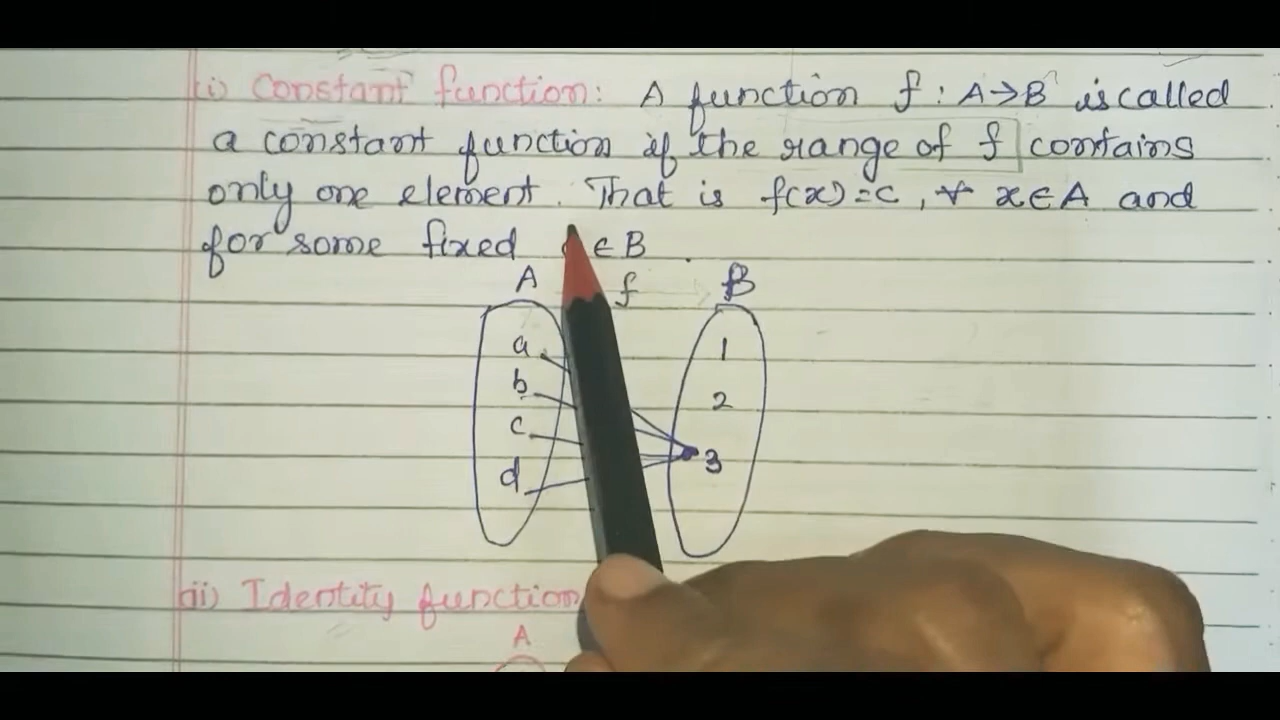 i) Constant function: A function f : A→B is called
a constant function if the range of f contains
only one element. That is f(x)=c, ∀ x∈A and
for some fixed ∈ B.
A f B
a 1
b 2
c 3
d
ii) Identity function
A